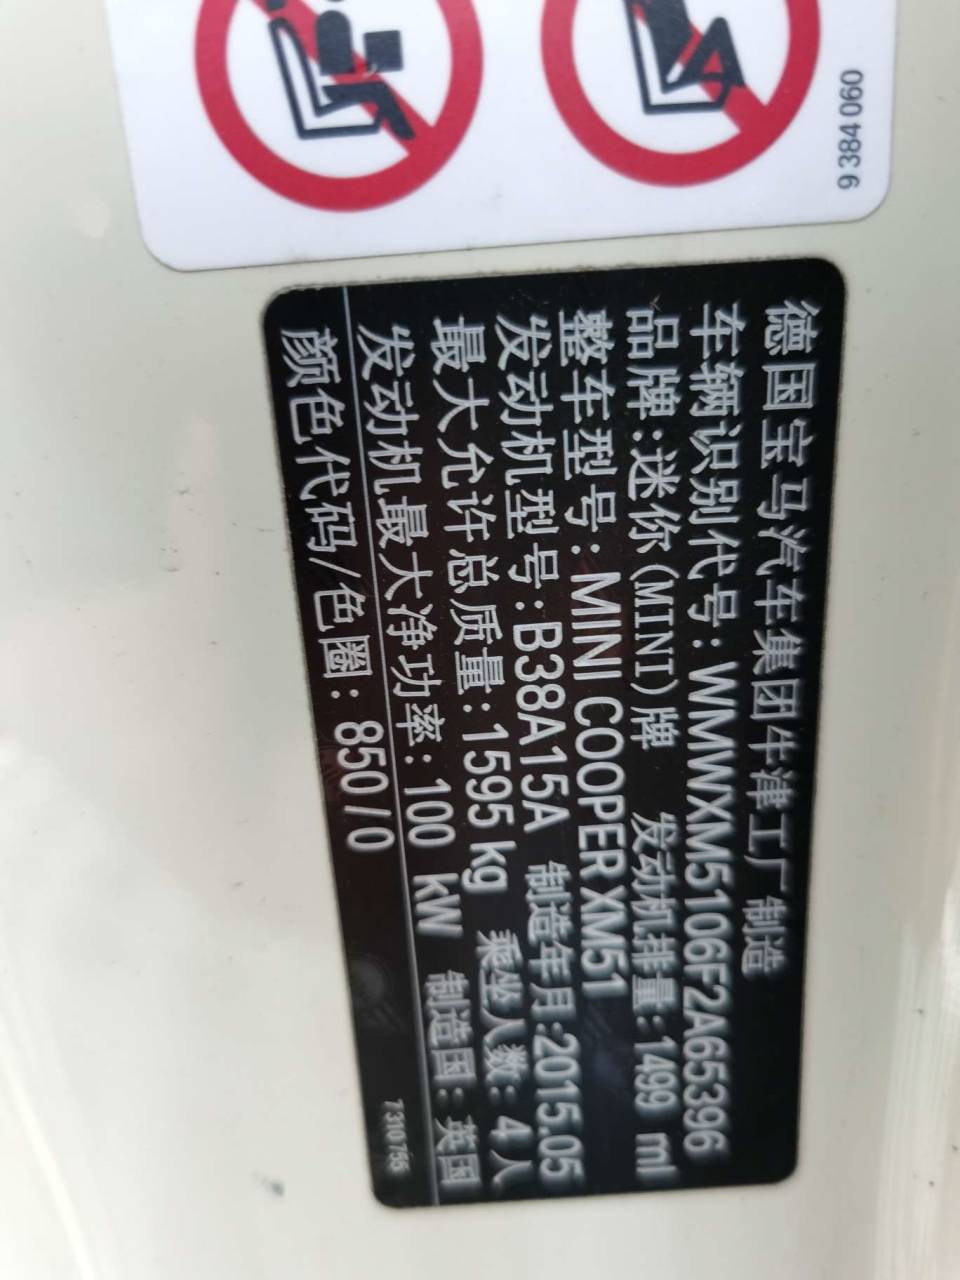 9 384 060
德国宝马汽车集团牛津工厂制造
车辆识别代号: WMWXM5106F2A65396
品牌:迷你(MINI)牌 发动机排量:1499 ml
整车型号: MINI COOPER XM51
发动机型号: B38A15A 制造年月:2015.05
最大允许总质量:1595 kg 乘坐人数: 4人
发动机最大净功率:100 kW 制造国: 英国
颜色代码/色圈: 850 / 0
7 310 755